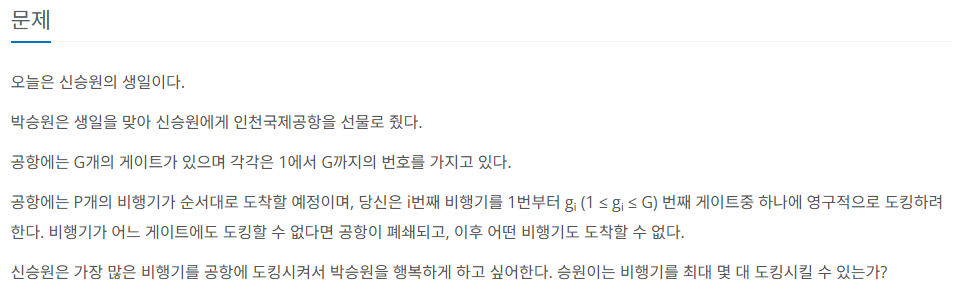 문제
오늘은 신승원의 생일이다.
박승원은 생일을 맞아 신승원에게 인천국제공항을 선물로 줬다.
공항에는 G개의 게이트가 있으며 각각은 1에서 G까지의 번호를 가지고 있다.
공항에는 P개의 비행기가 순서대로 도착할 예정이며, 당신은 i번째 비행기를 1번부터 gi (1 ≤ gi ≤ G) 번째 게이트중 하나에 영구적으로 도킹하려
한다. 비행기가 어느 게이트에도 도킹할 수 없다면 공항이 폐쇄되고, 이후 어떤 비행기도 도착할 수 없다.
신승원은 가장 많은 비행기를 공항에 도킹시켜서 박승원을 행복하게 하고 싶어한다. 승원이는 비행기를 최대 몇 대 도킹시킬 수 있는가?